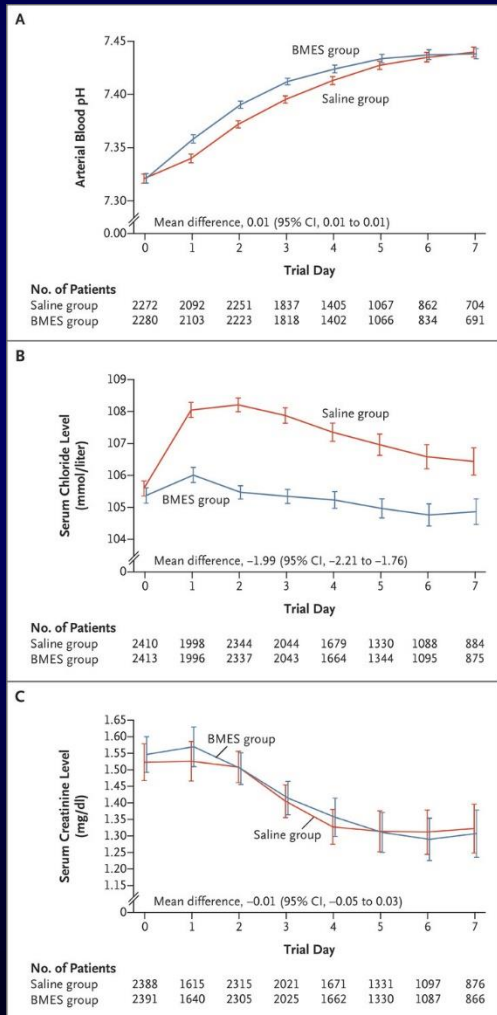 A
7.45
BMES group
7.40
Saline group
Arterial Blood pH
7.35
7.30
Mean difference, 0.01 (95% CI, 0.01 to 0.01)
0.00
0 1 2 3 4 5 6 7
Trial Day
No. of Patients
Saline group 2272 2092 2251 1837 1405 1067 862 704
BMES group 2280 2103 2223 1818 1402 1066 834 691
B
109
108
Saline group
107
Serum Chloride Level
(mmol/liter)
106
BMES group
105
104
Mean difference, −1.99 (95% CI, −2.21 to −1.76)
0
0 1 2 3 4 5 6 7
Trial Day
No. of Patients
Saline group 2410 1998 2344 2044 1679 1330 1088 884
BMES group 2413 1996 2337 2043 1664 1344 1095 875
C
1.65
1.60
BMES group
1.55
1.50
1.45
Serum Creatinine Level
(mg/dl)
1.40
1.35
1.30
Saline group
1.25
1.20
1.15
Mean difference, −0.01 (95% CI, −0.05 to 0.03)
0
0 1 2 3 4 5 6 7
Trial Day
No. of Patients
Saline group 2388 1615 2315 2021 1671 1331 1097 876
BMES group 2391 1640 2305 2025 1662 1330 1087 866